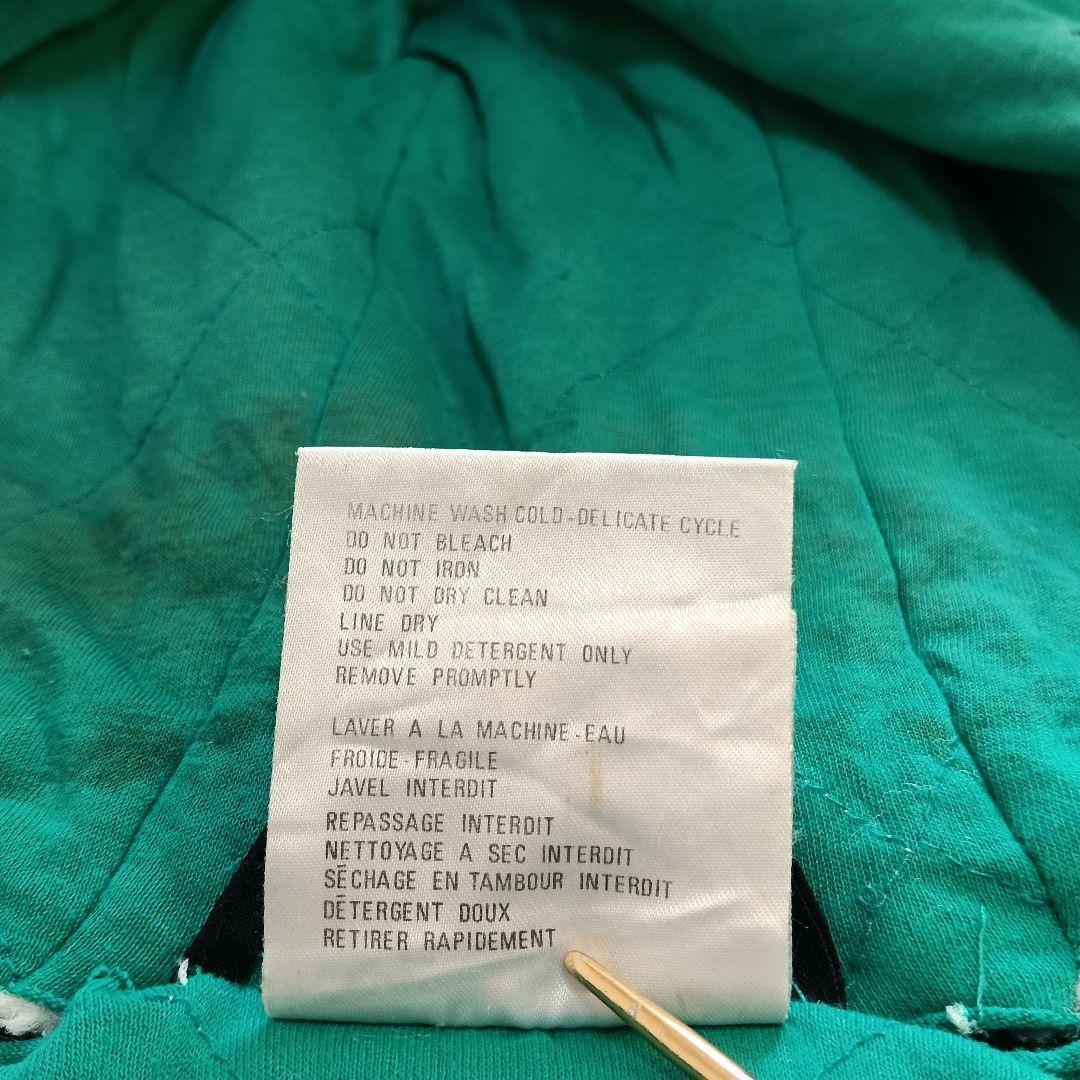 MACHINE WASH COLD-DELICATE CYCLE
DO NOT BLEACH
DO NOT IRON
DO NOT DRY CLEAN
LINE DRY
USE MILD DETERGENT ONLY
REMOVE PROMPTLY
LAVER A LA MACHINE-EAU
FROIDE-FRAGILE
JAVEL INTERDIT
REPASSAGE INTERDIT
NETTOYAGE A SEC INTERDIT
SÉCHAGE EN TAMBOUR INTERDIT
DÉTERGENT DOUX
RETIRER RAPIDEMENT